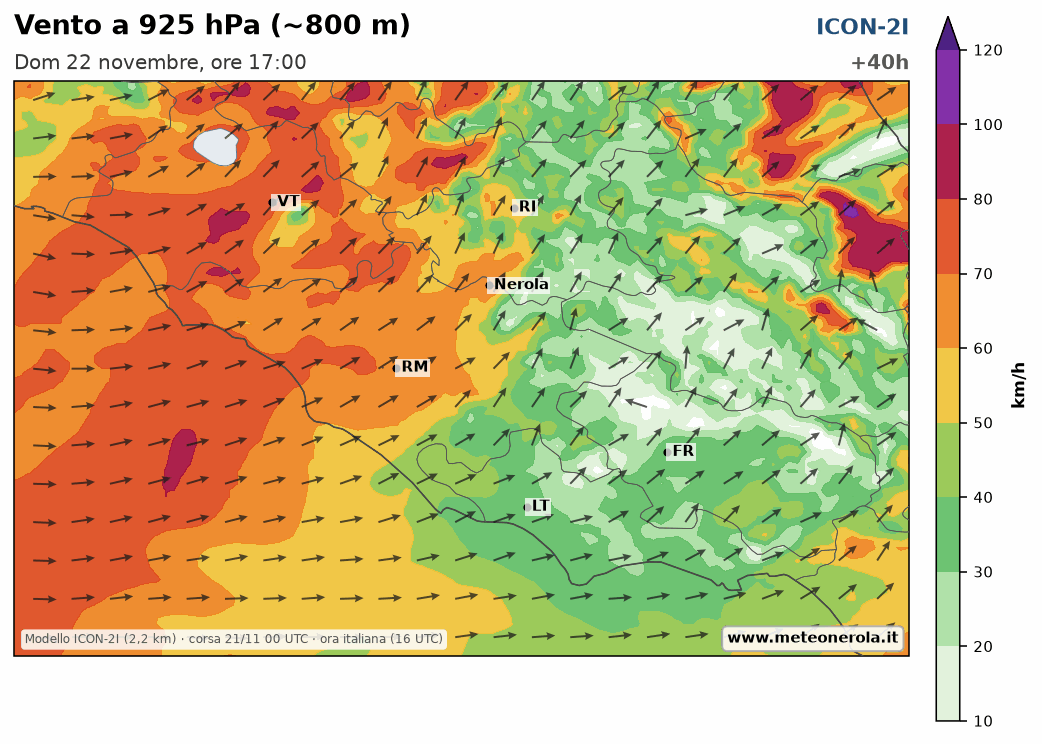 Vento a 925 hPa (~800 m)
ICON-2I
Dom 22 novembre, ore 17:00
+40h
VT
RI
Nerola
RM
FR
LT
Modello ICON-2I (2,2 km) · corsa 21/11 00 UTC · ora italiana (16 UTC)
www.meteonerola.it
120
100
80
70
60
50
40
30
20
10
km/h